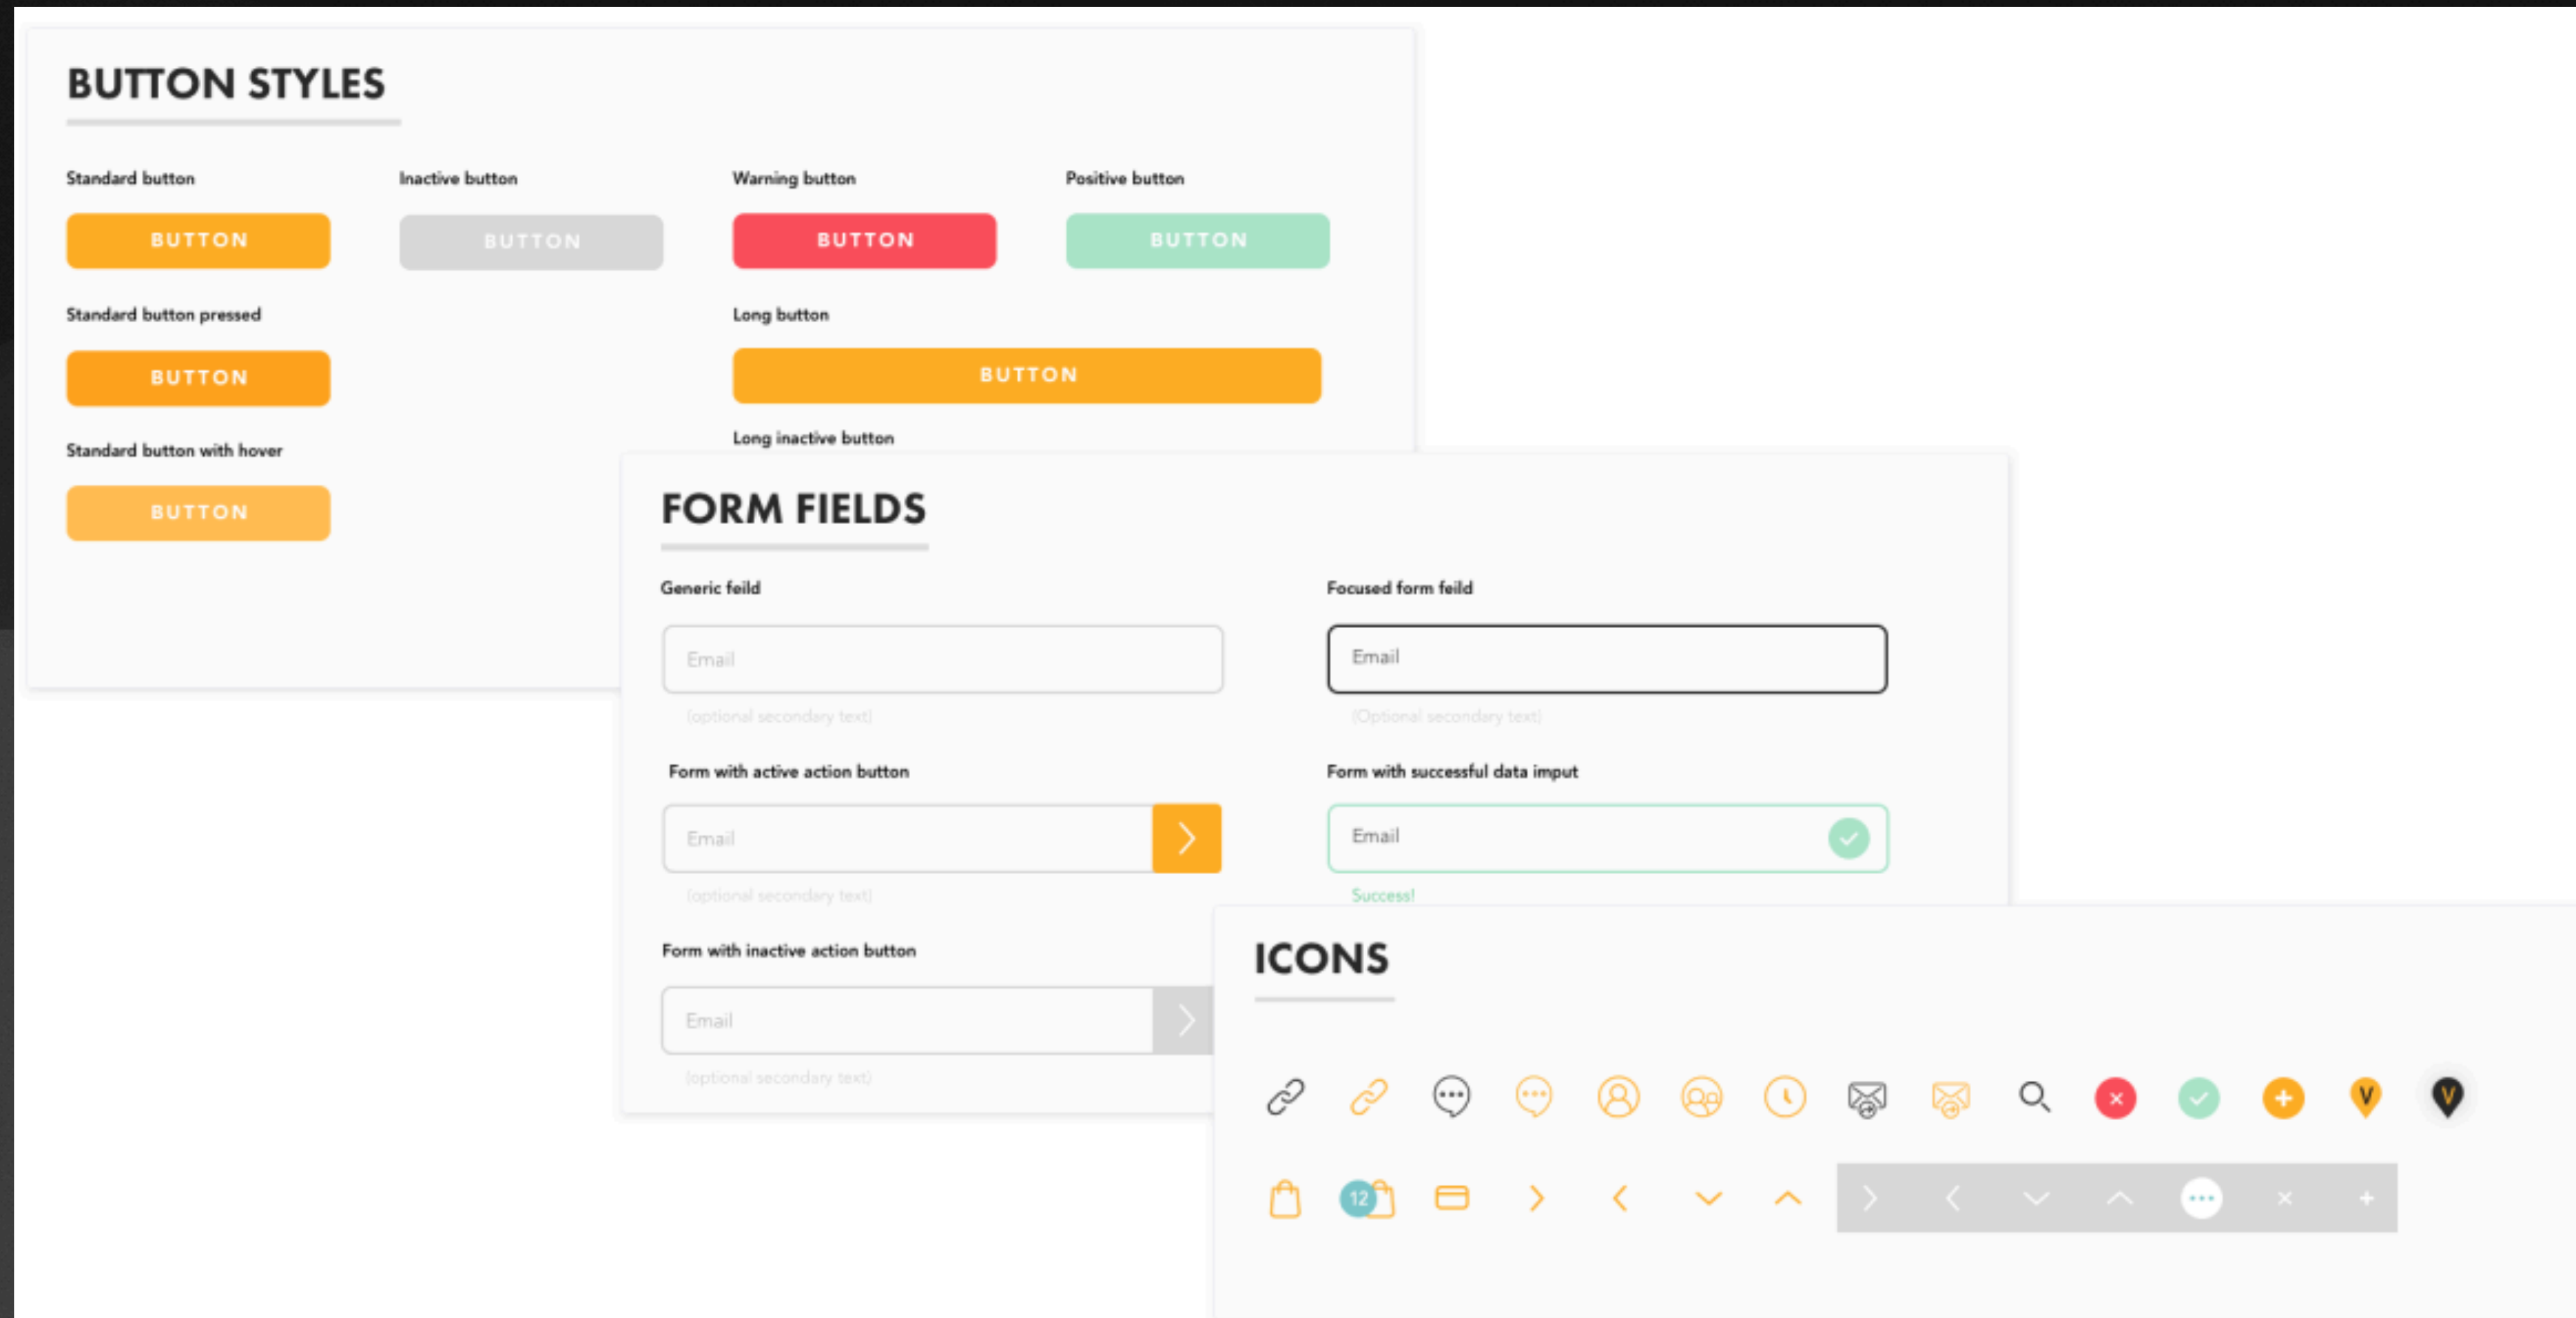 BUTTON STYLES
Standard button
Inactive button
Warning button
Positive button
BUTTON
BUTTON
BUTTON
BUTTON
Standard button pressed
Long button
BUTTON
BUTTON
Standard button with hover
Long inactive button
BUTTON
FORM FIELDS
Generic feild
Focused form feild
Email
Email
(optional secondary text)
(Optional secondary text)
Form with active action button
Form with successful data imput
Email
Email
(optional secondary text)
Success!
Form with inactive action button
Email
(optional secondary text)
ICONS
V
V
12